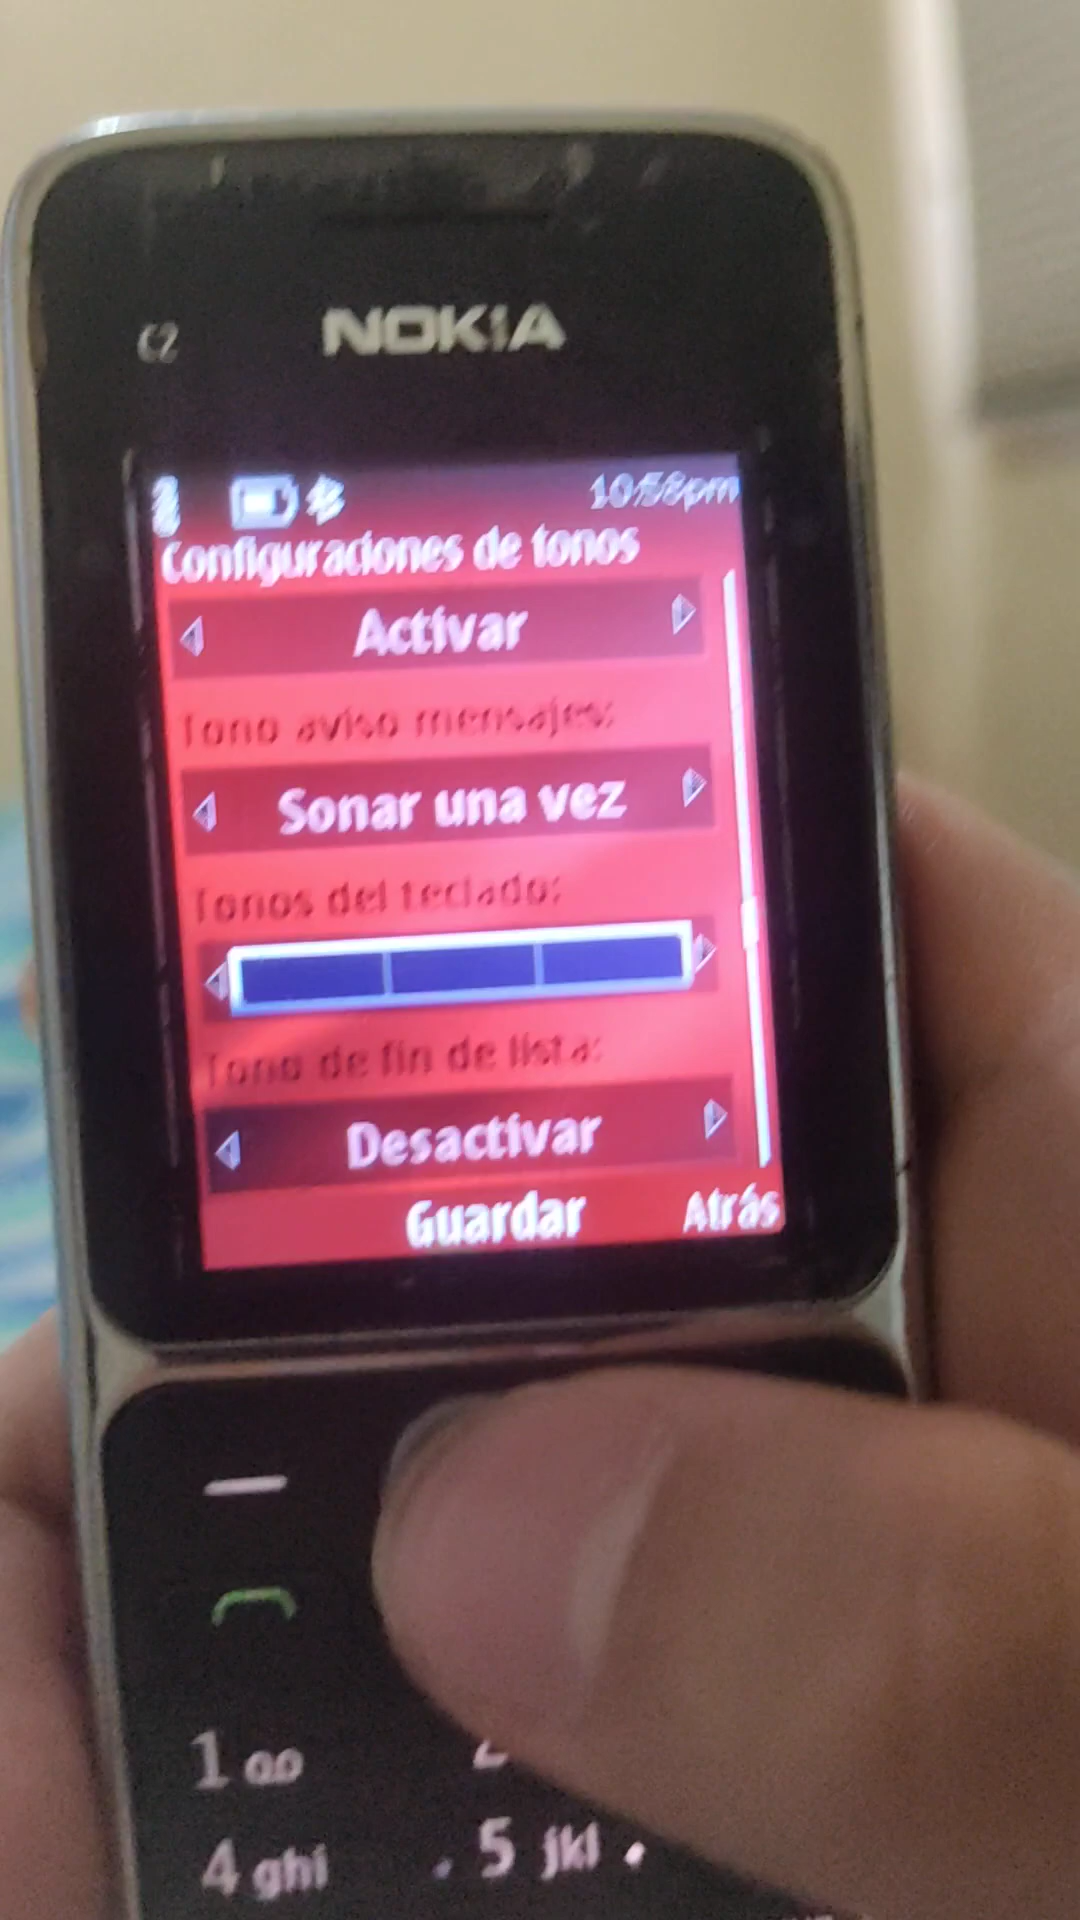 C2 NOKIA
10:58pm
Configuraciones de tonos
Activar
Tono aviso mensajes:
Sonar una vez
Tonos del teclado:
Tono de fin de lista:
Desactivar
Guardar Atrás
1 2
4 ghi 5 jkl